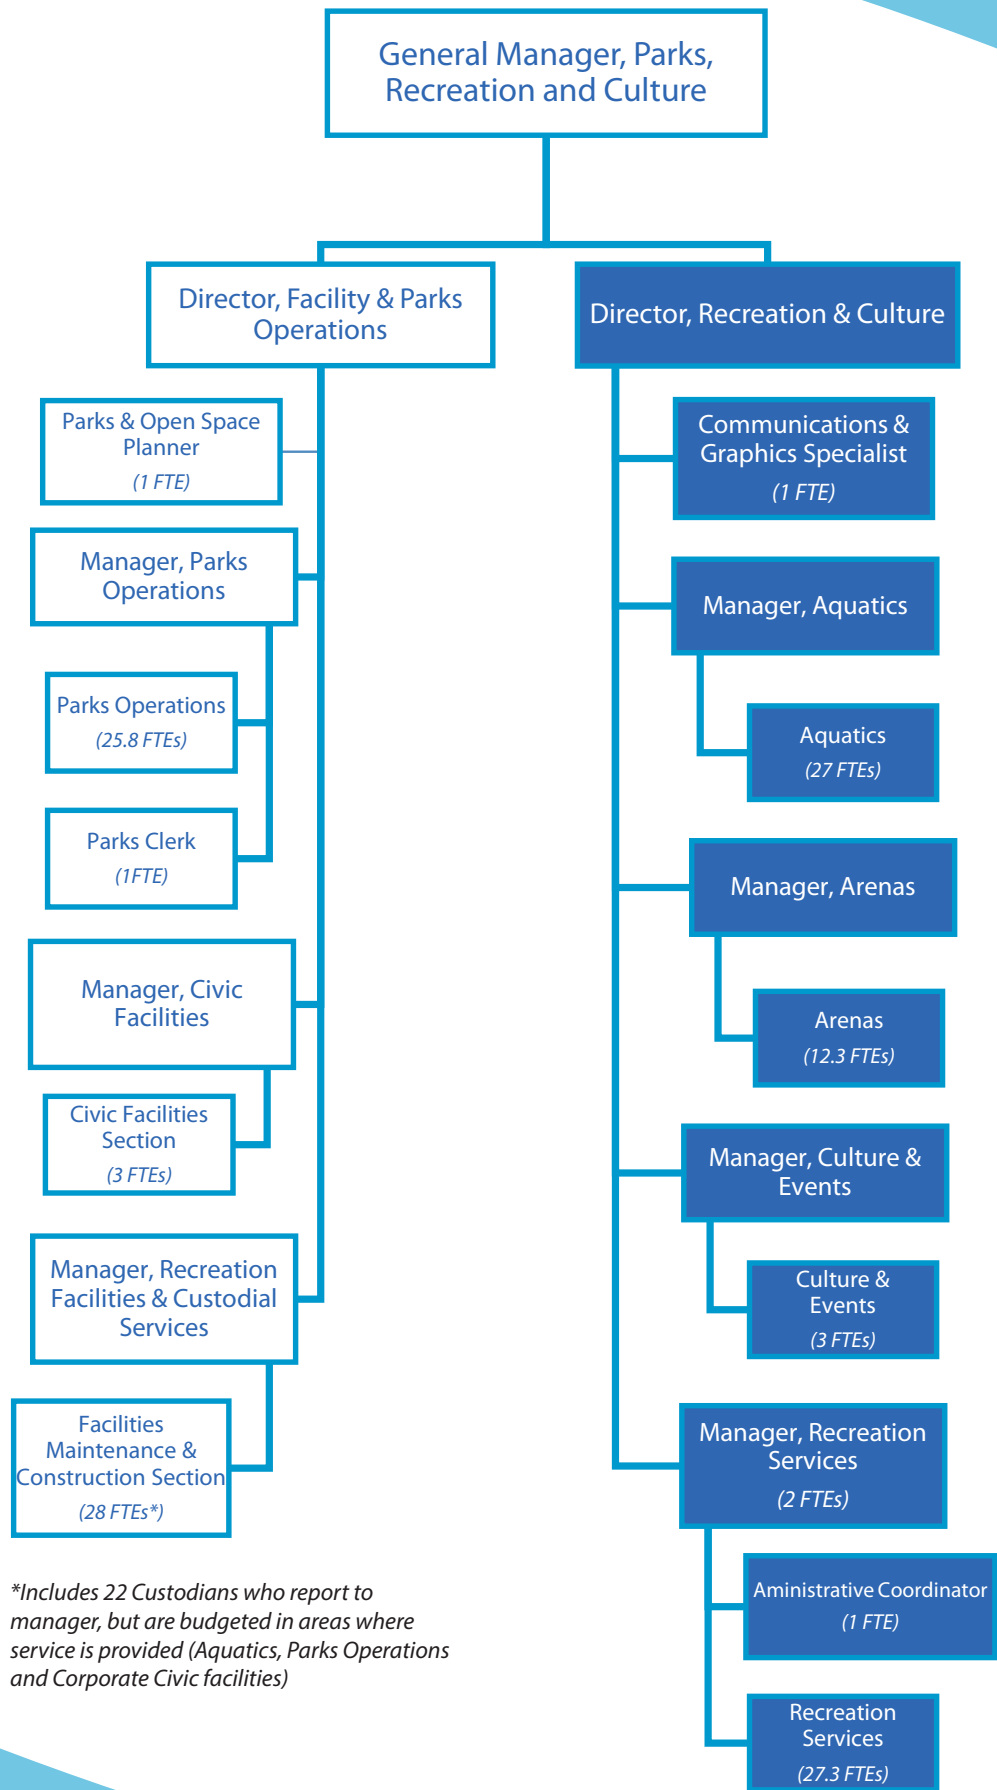 General Manager, Parks,
Recreation and Culture
Director, Facility & Parks
Operations
Parks & Open Space
Planner
(1 FTE)
Manager, Parks
Operations
Parks Operations
(25.8 FTEs)
Parks Clerk
(1FTE)
Manager, Civic
Facilities
Civic Facilities
Section
(3 FTEs)
Manager, Recreation
Facilities & Custodial
Services
Facilities
Maintenance &
Construction Section
(28 FTEs*)
*Includes 22 Custodians who report to
manager, but are budgeted in areas where
service is provided (Aquatics, Parks Operations
and Corporate Civic facilities)
Director, Recreation & Culture
Communications &
Graphics Specialist
(1 FTE)
Manager, Aquatics
Aquatics
(27 FTEs)
Manager, Arenas
Arenas
(12.3 FTEs)
Manager, Culture &
Events
Culture &
Events
(3 FTEs)
Manager, Recreation
Services
(2 FTEs)
Aministrative Coordinator
(1 FTE)
Recreation
Services
(27.3 FTEs)